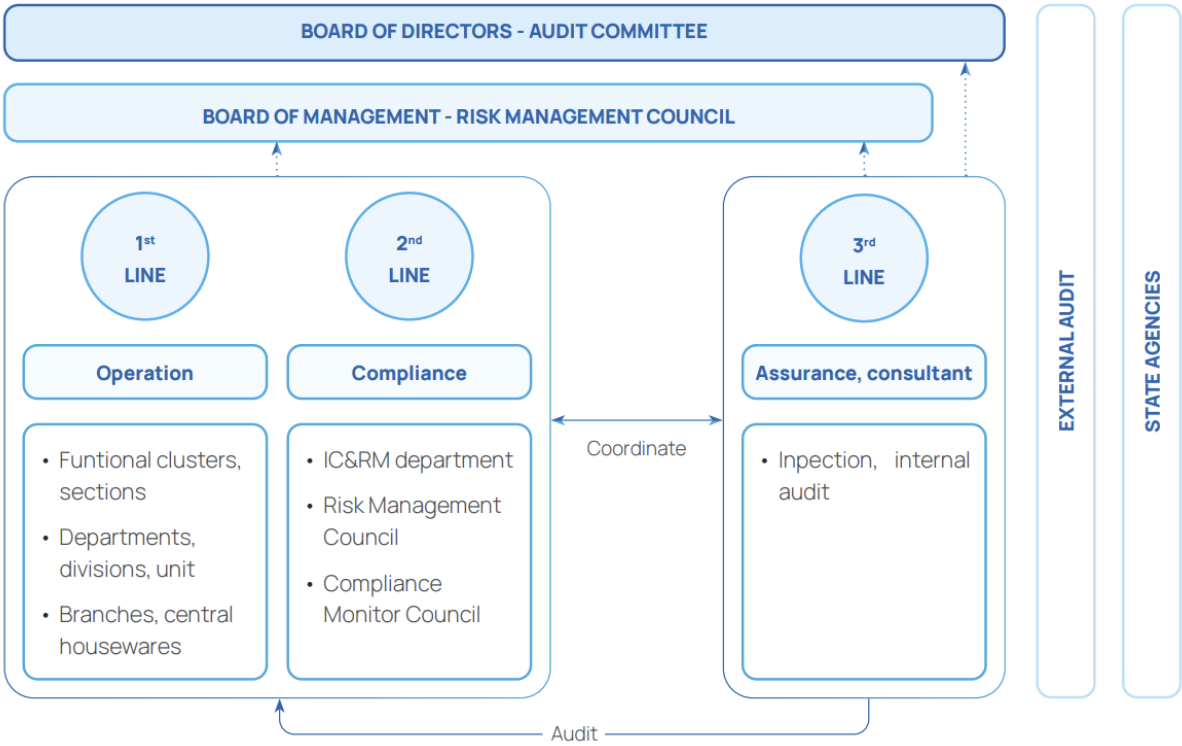 BOARD OF DIRECTORS - AUDIT COMMITTEE
BOARD OF MANAGEMENT - RISK MANAGEMENT COUNCIL
1st
LINE
Operation
• Funtional clusters,
sections
• Departments,
divisions, unit
• Branches, central
housewares
2nd
LINE
Compliance
• IC&RM department
• Risk Management
Council
• Compliance
Monitor Council
Coordinate
3rd
LINE
Assurance, consultant
• Inpection, internal
audit
Audit
EXTERNAL AUDIT
STATE AGENCIES